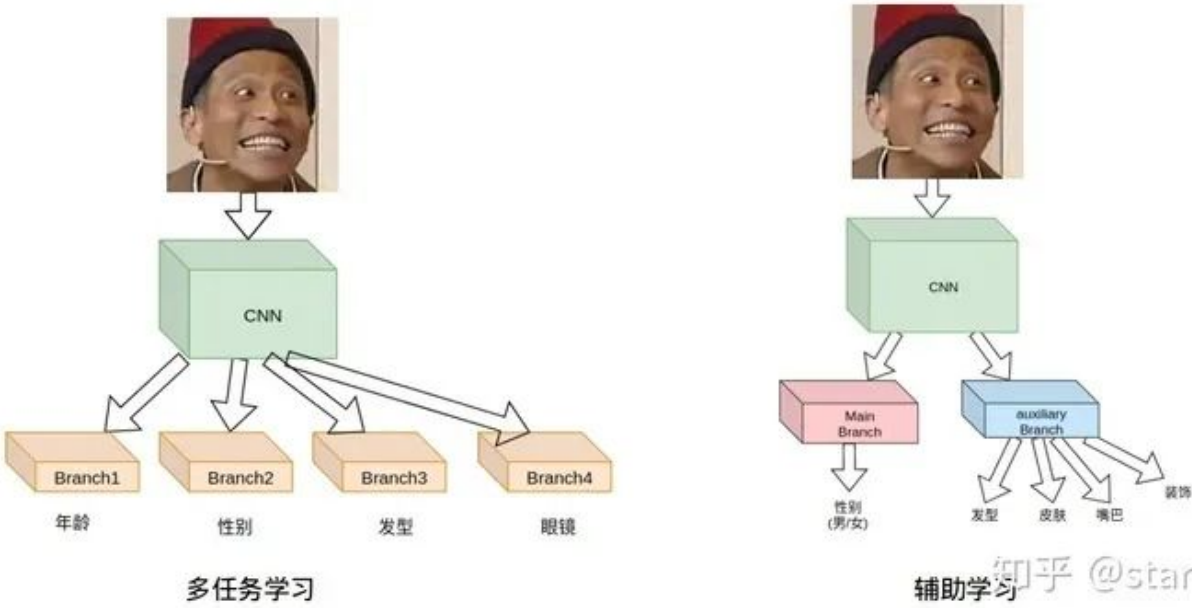 CNN
Branch1
Branch2
Branch3
Branch4
年龄
性别
发型
眼镜
多任务学习
CNN
Main
Branch
auxiliary
Branch
性别
(男/女)
发型
皮肤
嘴巴
装饰
辅助学习
知乎 @star